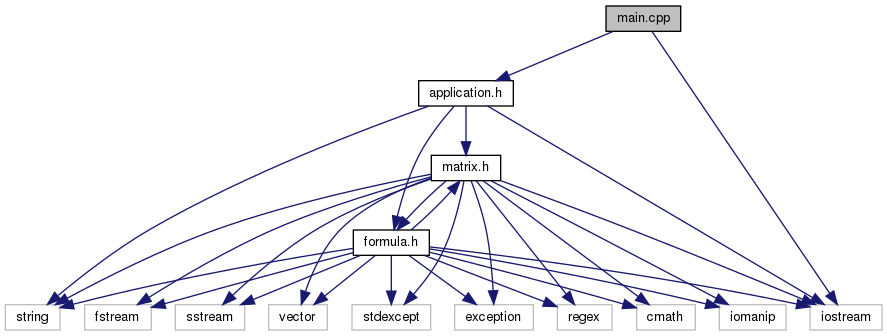 main.cpp
application.h
matrix.h
formula.h
string
fstream
sstream
vector
stdexcept
exception
regex
cmath
iomanip
iostream